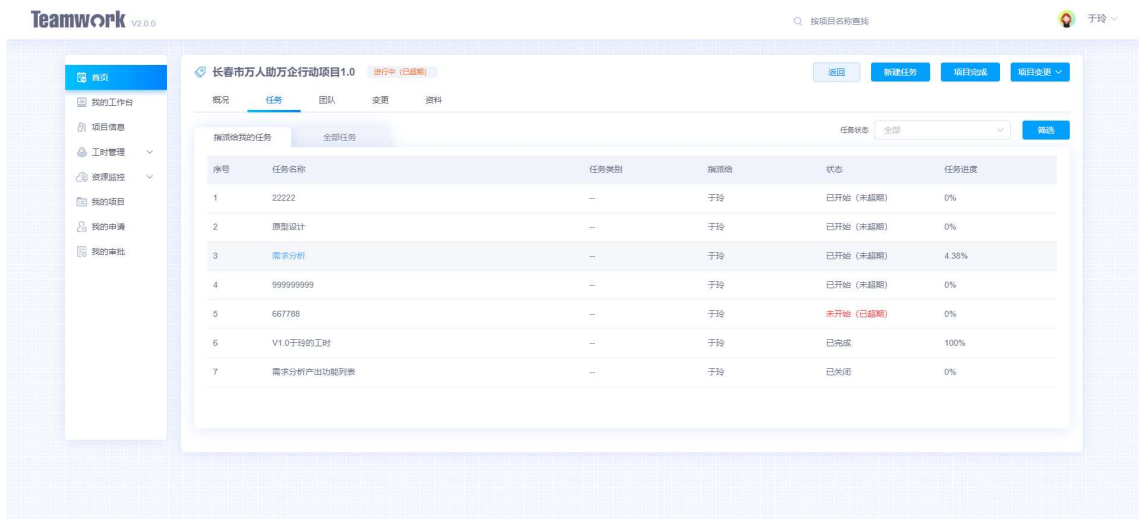 Teamwork V2.0.0
按项目名称查找
于玲
首页
我的工作台
项目信息
工时管理
资源监控
我的项目
我的申请
我的审批
长春市万人助万企行动项目1.0 进行中（已超期）
返回 新建任务 项目完成 项目变更
概况 任务 团队 变更 资料
指派给我的任务 全部任务
任务状态 全部 筛选
序号 任务名称 任务类别 指派给 状态 任务进度
1 22222 -- 于玲 已开始（未超期） 0%
2 原型设计 -- 于玲 已开始（未超期） 0%
3 需求分析 -- 于玲 已开始（未超期） 4.38%
4 999999999 -- 于玲 已开始（未超期） 0%
5 667788 -- 于玲 未开始（已超期） 0%
6 V1.0于玲的工时 -- 于玲 已完成 100%
7 需求分析产出功能列表 -- 于玲 已关闭 0%